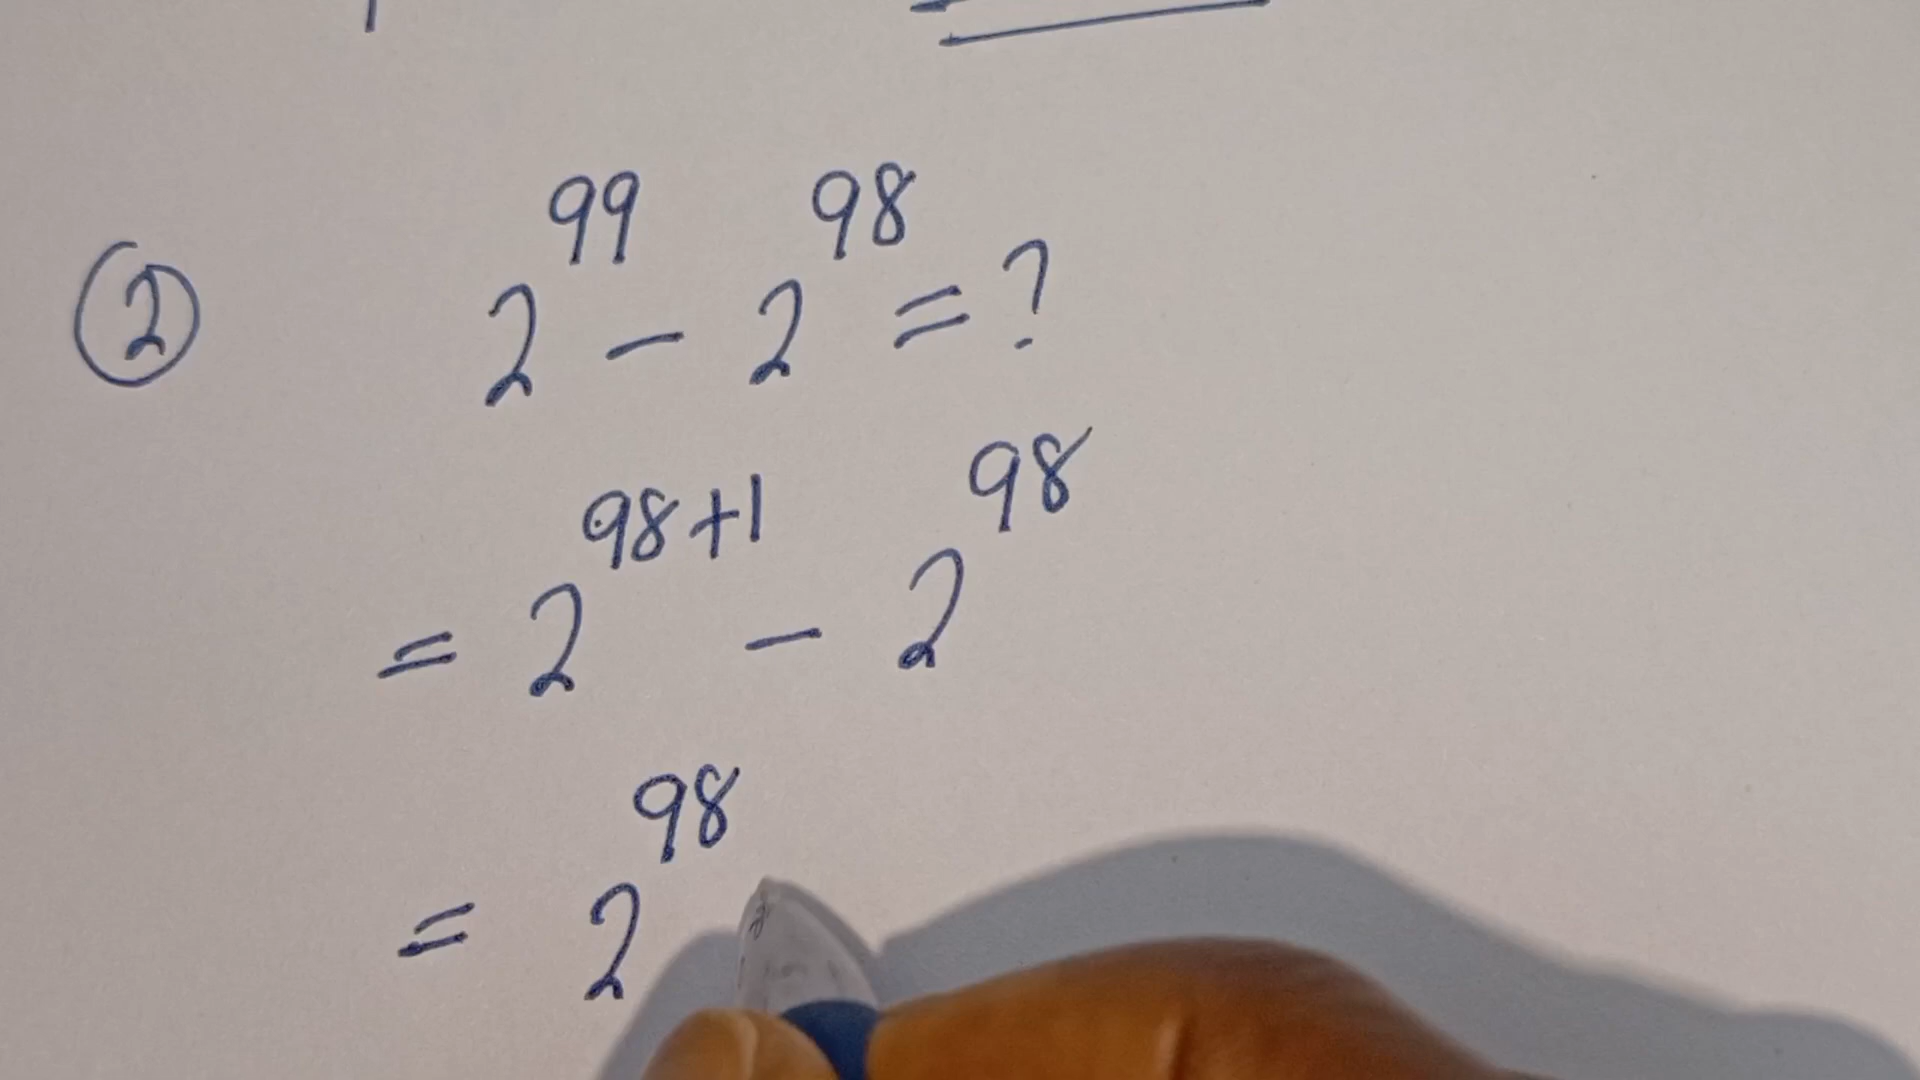 ② 2^99 - 2^98 = ?
= 2^98+1 - 2^98
= 2^98